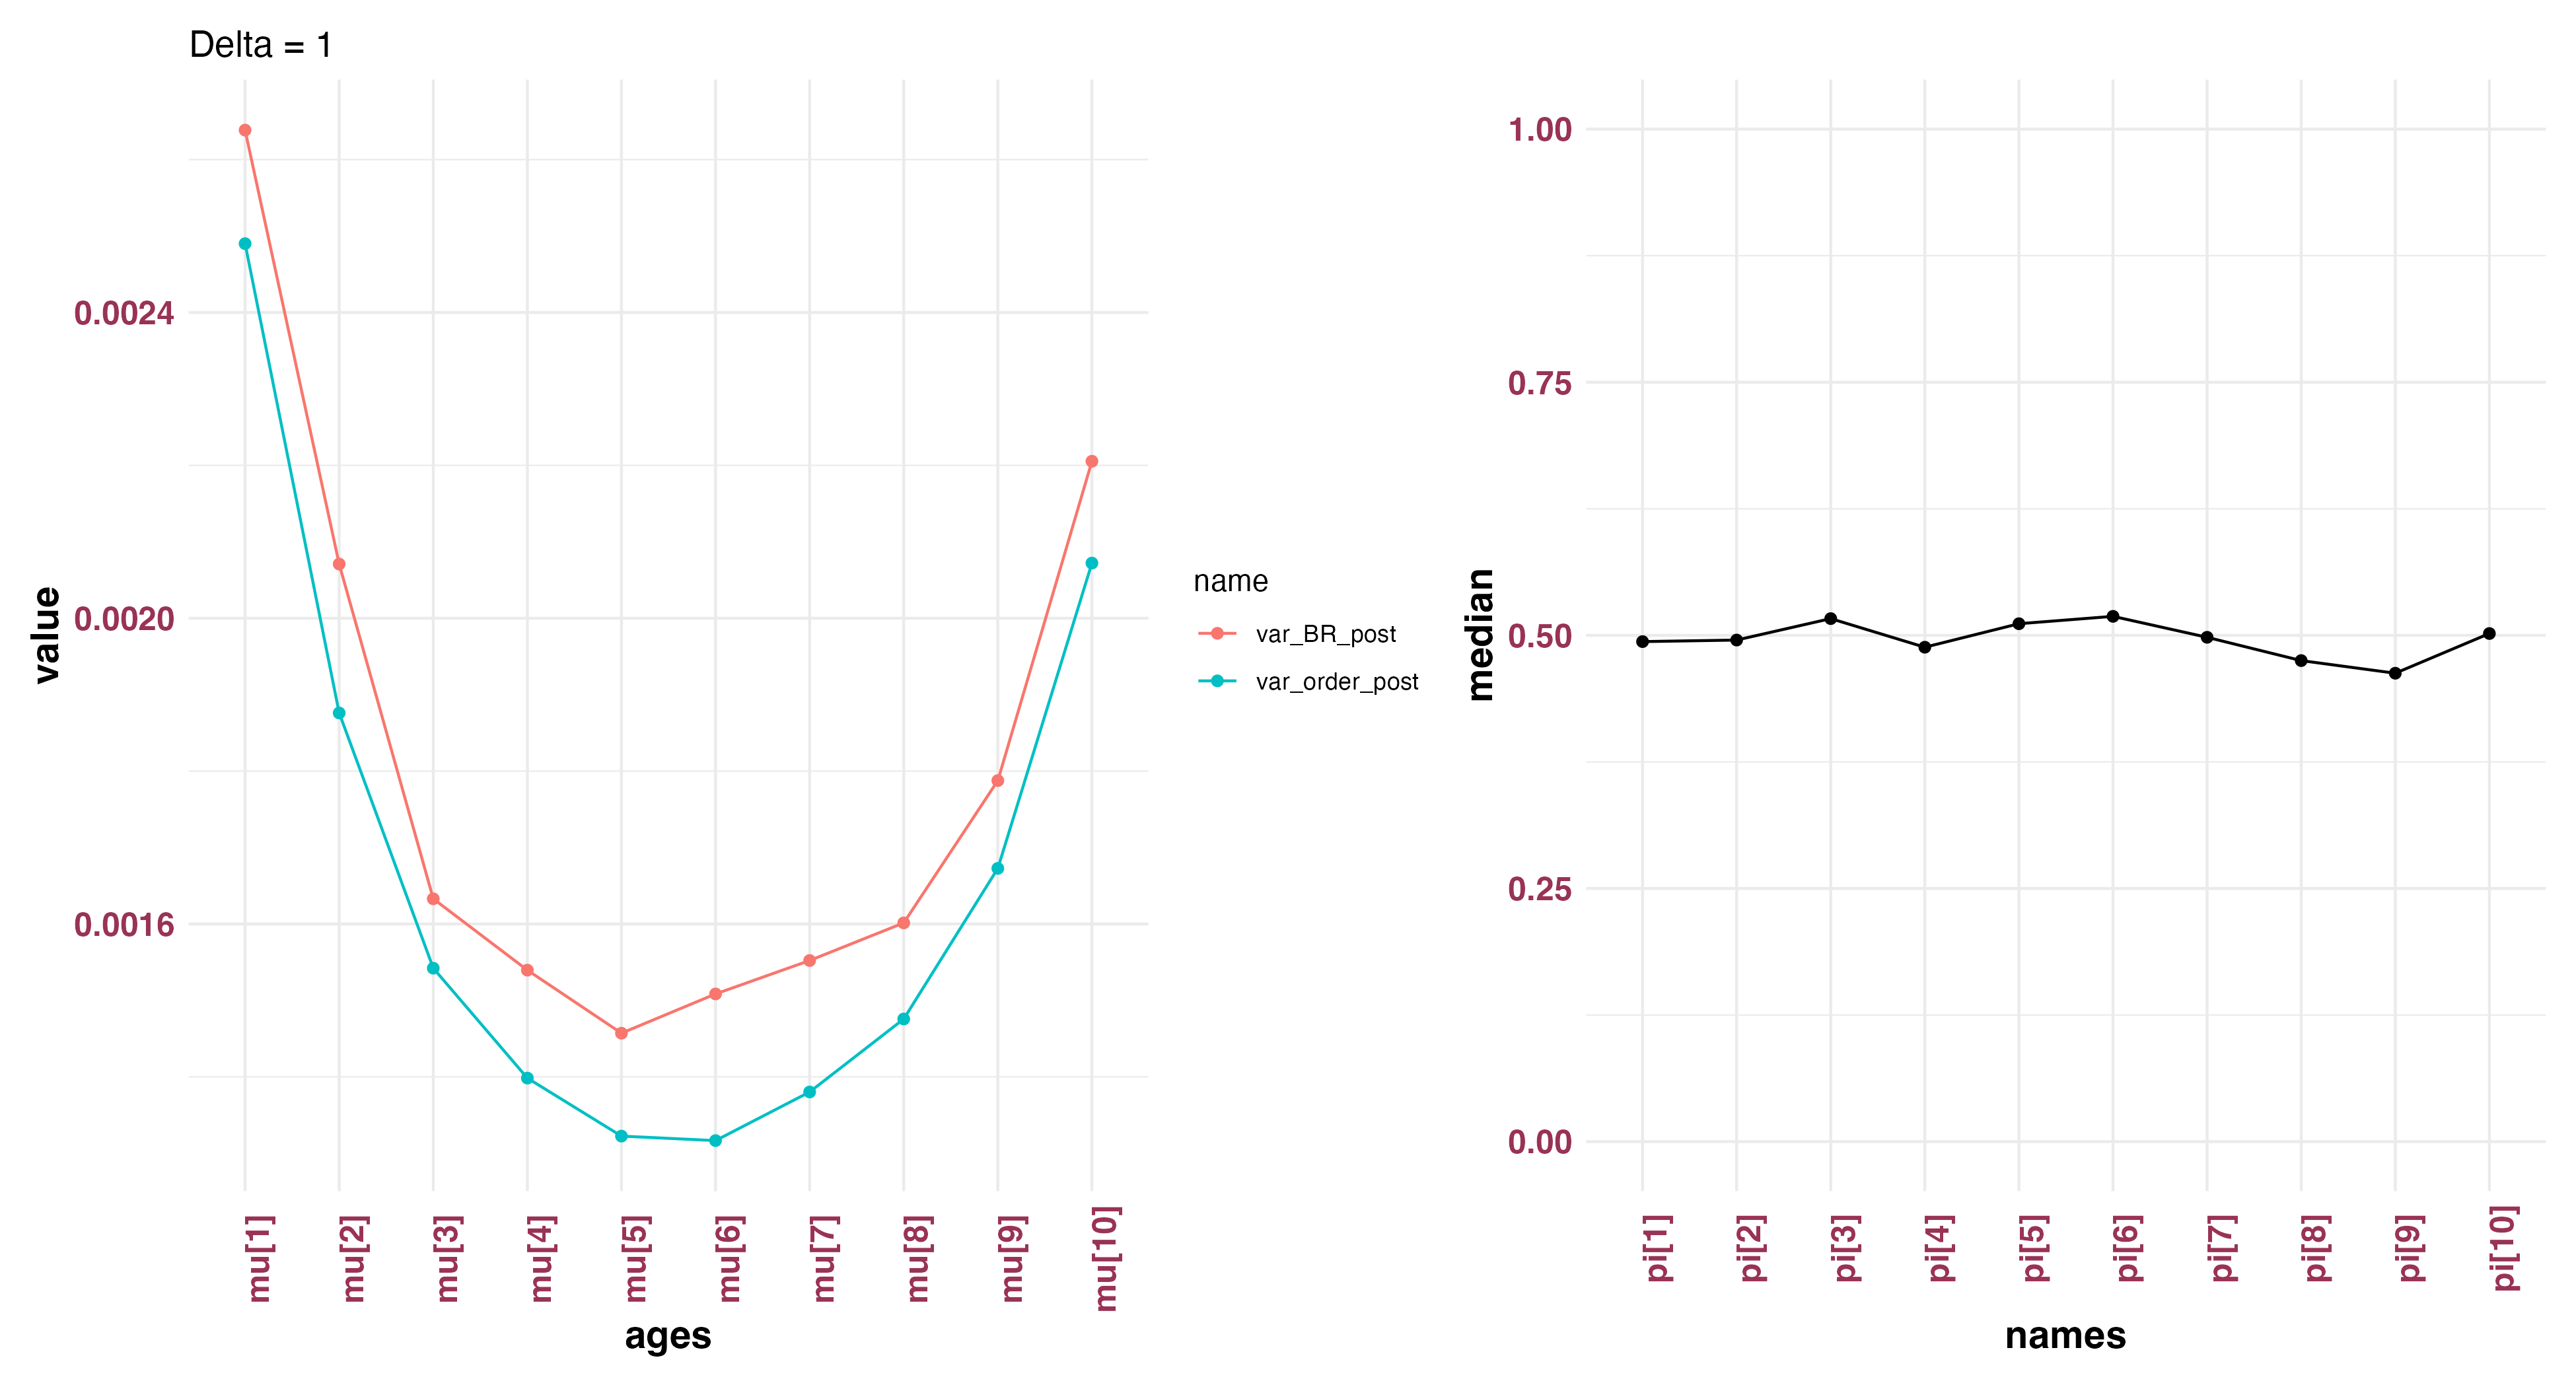 Delta = 1
value
0.0024
0.0020
0.0016
mu[1]
mu[2]
mu[3]
mu[4]
mu[5]
mu[6]
mu[7]
mu[8]
mu[9]
mu[10]
ages
name
var_BR_post
var_order_post
median
1.00
0.75
0.50
0.25
0.00
pi[1]
pi[2]
pi[3]
pi[4]
pi[5]
pi[6]
pi[7]
pi[8]
pi[9]
pi[10]
names